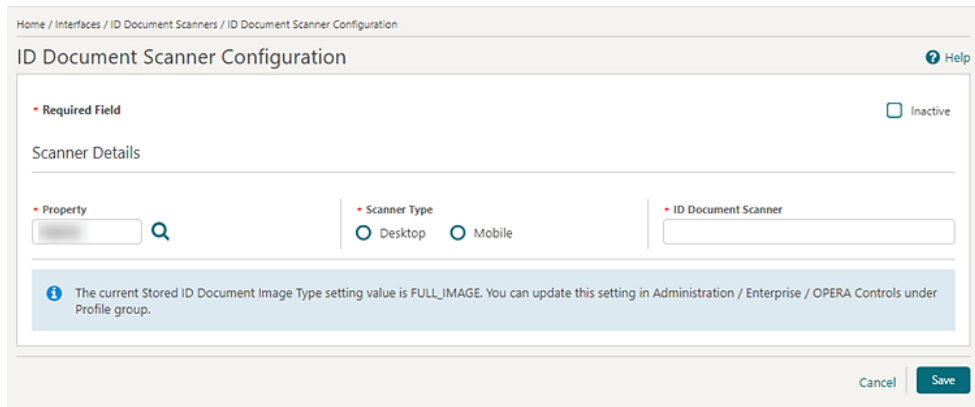 Home / Interfaces / ID Document Scanners / ID Document Scanner Configuration
ID Document Scanner Configuration
Help
* Required Field
Inactive
Scanner Details
* Property
* Scanner Type
* ID Document Scanner
Desktop
Mobile
The current Stored ID Document Image Type setting value is FULL_IMAGE. You can update this setting in Administration / Enterprise / OPERA Controls under
Profile group.
Cancel
Save